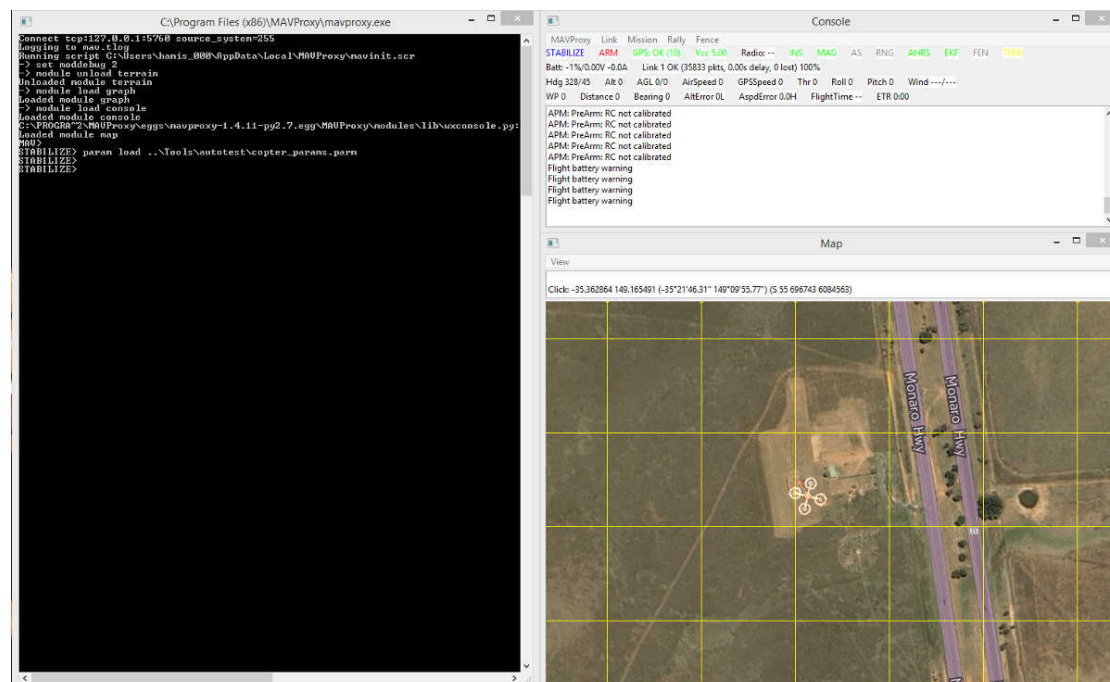 C:\Program Files (x86)\MAVProxy\mavproxy.exe
Connect tcp:127.0.0.1:5760 source_system=255
Logging to mav.tlog
Running script C:\Users\hamis_000\AppData\Local\MAVProxy\mavinit.scr
-> set moddebug 2
-> module unload terrain
Unloaded module terrain
-> module load graph
Loaded module graph
-> module load console
Loaded module console
C:\PROGRA~2\MAVProxy\eggs\mavproxy-1.4.11-py2.7.egg\MAVProxy\modules\lib\wxconsole.py:
Loaded module map
MAV>
STABILIZE> param load ..\Tools\autotest\copter_params.parm
STABILIZE>
STABILIZE>
Console
MAVProxy Link Mission Rally Fence
STABILIZE ARM GPS: OK (10) Vcc 5.00 Radio: -- INS MAG AS RNG AHRS EKF FEN TERR
Batt: -1%/0.00V -0.0A Link 1 OK (35833 pkts, 0.00s delay, 0 lost) 100%
Hdg 328/45 Alt 0 AGL 0/0 AirSpeed 0 GPSSpeed 0 Thr 0 Roll 0 Pitch 0 Wind ---/---
WP 0 Distance 0 Bearing 0 AltError 0L AspdError 0.0H FlightTime -- ETR 0:00
APM: PreArm: RC not calibrated
APM: PreArm: RC not calibrated
APM: PreArm: RC not calibrated
APM: PreArm: RC not calibrated
APM: PreArm: RC not calibrated
Flight battery warning
Flight battery warning
Flight battery warning
Flight battery warning
Map
View
Click: -35.362864 149.165491 (-35°21'46.31" 149°09'55.77") (S 55 696743 6084563)
Monaro Hwy
Monaro Hwy